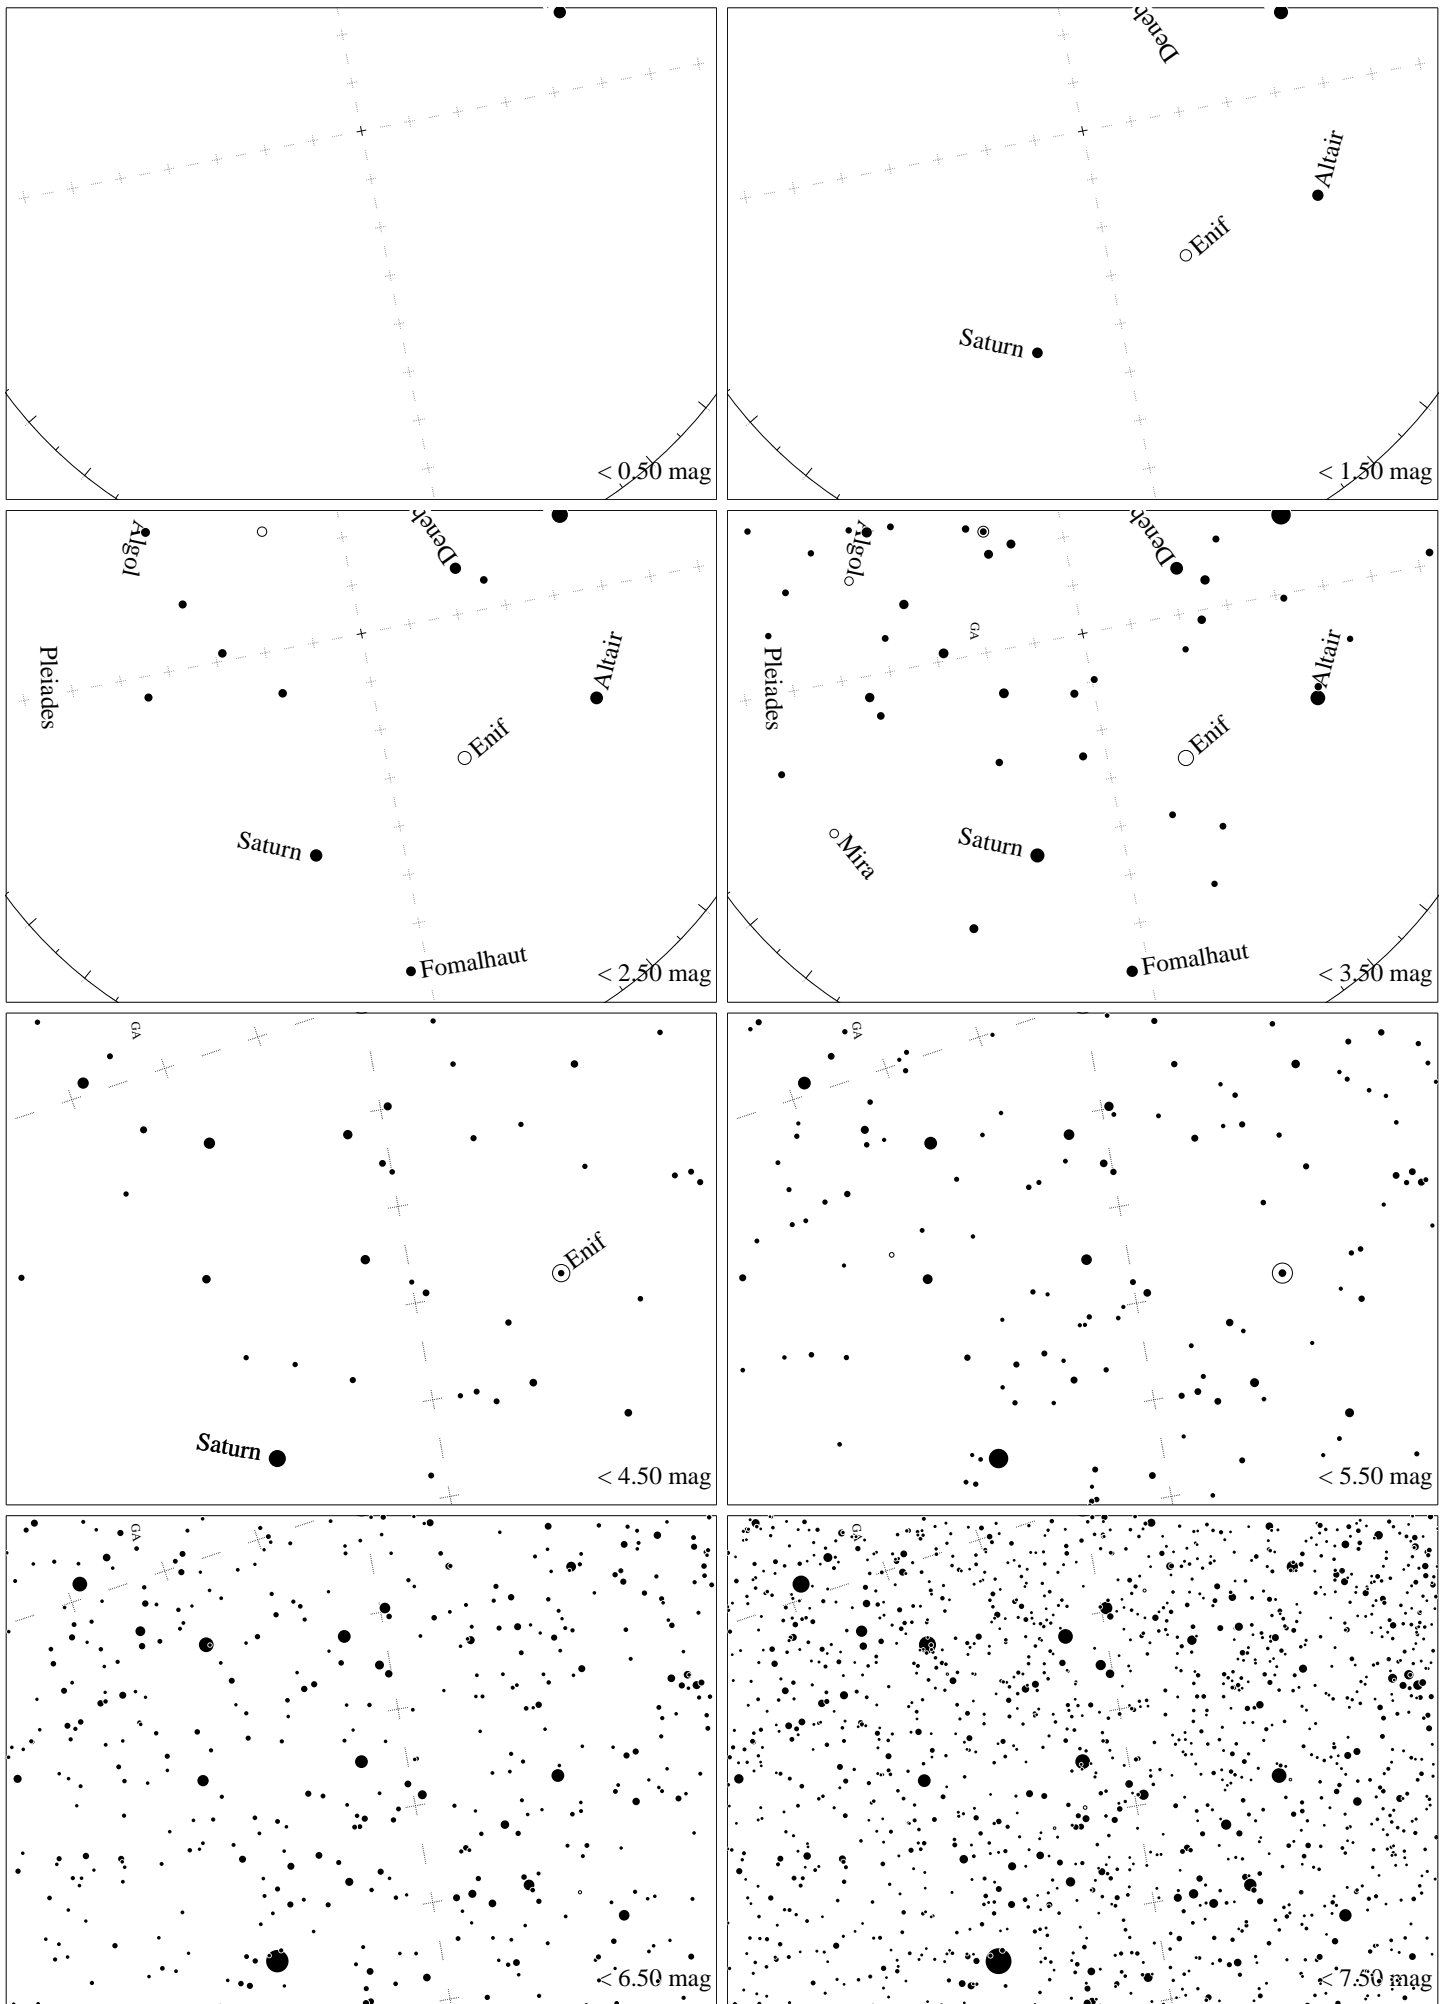 < 0.50 mag
Deneb
Altair
Enif
Saturn
< 1.50 mag
Algol
Deneb
Pleiades
Altair
Enif
Saturn
Fomalhaut
< 2.50 mag
Algol
Deneb
GA
Pleiades
Altair
Enif
Mira
Saturn
Fomalhaut
< 3.50 mag
GA
Enif
Saturn
< 4.50 mag
GA
< 5.50 mag
GA
< 6.50 mag
GA
< 7.50 mag